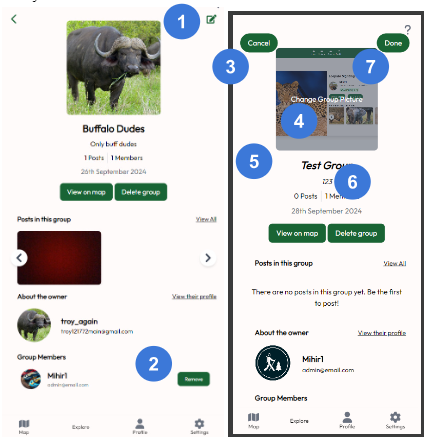 1
Buffalo Dudes
Only buff dudes
1 Posts 1 Members
26th September 2024
View on map
Delete group
Posts in this group
View All
About the owner
View their profile
troy_again
troy121772main@gmail.com
Group Members
2
Mihir1
admin@email.com
Remove
Map
Explore
Profile
Settings
?
Cancel
Done
3
7
Change Group Picture
4
5
Test Gro
6
123
0 Posts 1 Me
28th September 2024
View on map
Delete group
Posts in this group
View All
There are no posts in this group yet. Be the first
to post!
About the owner
View their profile
Mihir1
admin@email.com
Group Members
Map
Explore
Profile
Settings